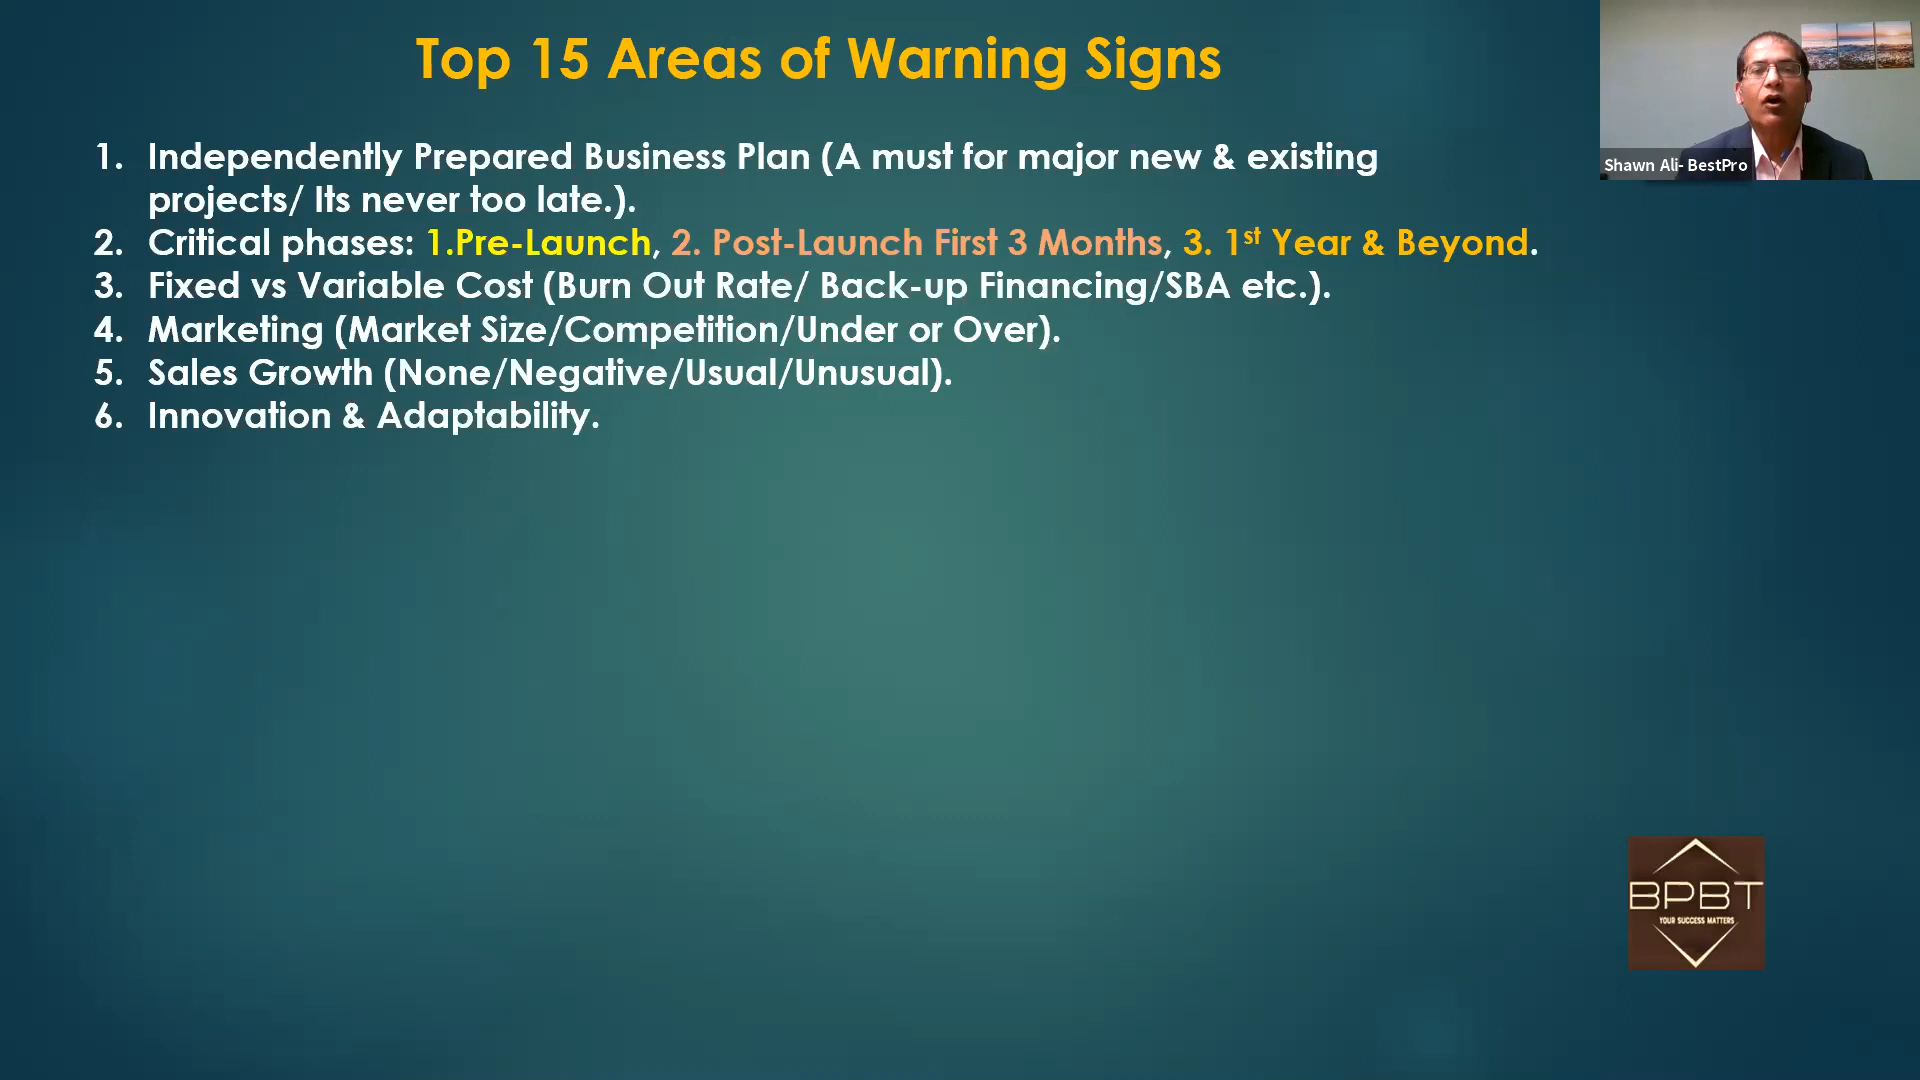 Top 15 Areas of Warning Signs
Shawn Ali- BestPro
1. Independently Prepared Business Plan (A must for major new & existing
projects/ Its never too late.).
2. Critical phases: 1.Pre-Launch, 2. Post-Launch First 3 Months, 3. 1st Year & Beyond.
3. Fixed vs Variable Cost (Burn Out Rate/ Back-up Financing/SBA etc.).
4. Marketing (Market Size/Competition/Under or Over).
5. Sales Growth (None/Negative/Usual/Unusual).
6. Innovation & Adaptability.
BPBT
YOUR SUCCESS MATTERS